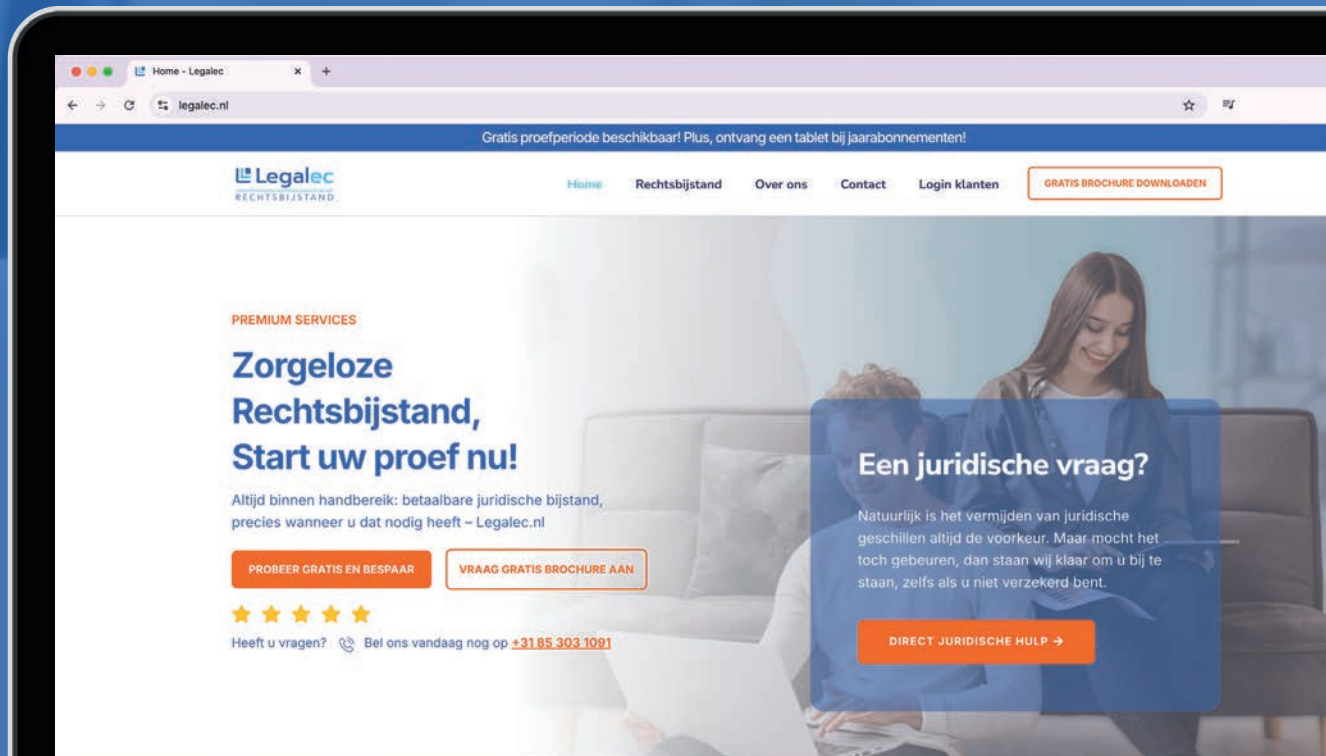 Home - Legalec
legalec.nl
Gratis proefperiode beschikbaar! Plus, ontvang een tablet bij jaarabonnementen!
Legalec
RECHTSBIJSTAND
Home Rechtsbijstand Over ons Contact Login klanten GRATIS BROCHURE DOWNLOADEN
PREMIUM SERVICES
Zorgeloze
Rechtsbijstand,
Start uw proef nu!
Altijd binnen handbereik: betaalbare juridische bijstand,
precies wanneer u dat nodig heeft – Legalec.nl
PROBEER GRATIS EN BESPAAR VRAAG GRATIS BROCHURE AAN
Heeft u vragen? Bel ons vandaag nog op +31 85 303 1091
Een juridische vraag?
Natuurlijk is het vermijden van juridische
geschillen altijd de voorkeur. Maar mocht het
toch gebeuren, dan staan wij klaar om u bij te
staan, zelfs als u niet verzekerd bent.
DIRECT JURIDISCHE HULP →